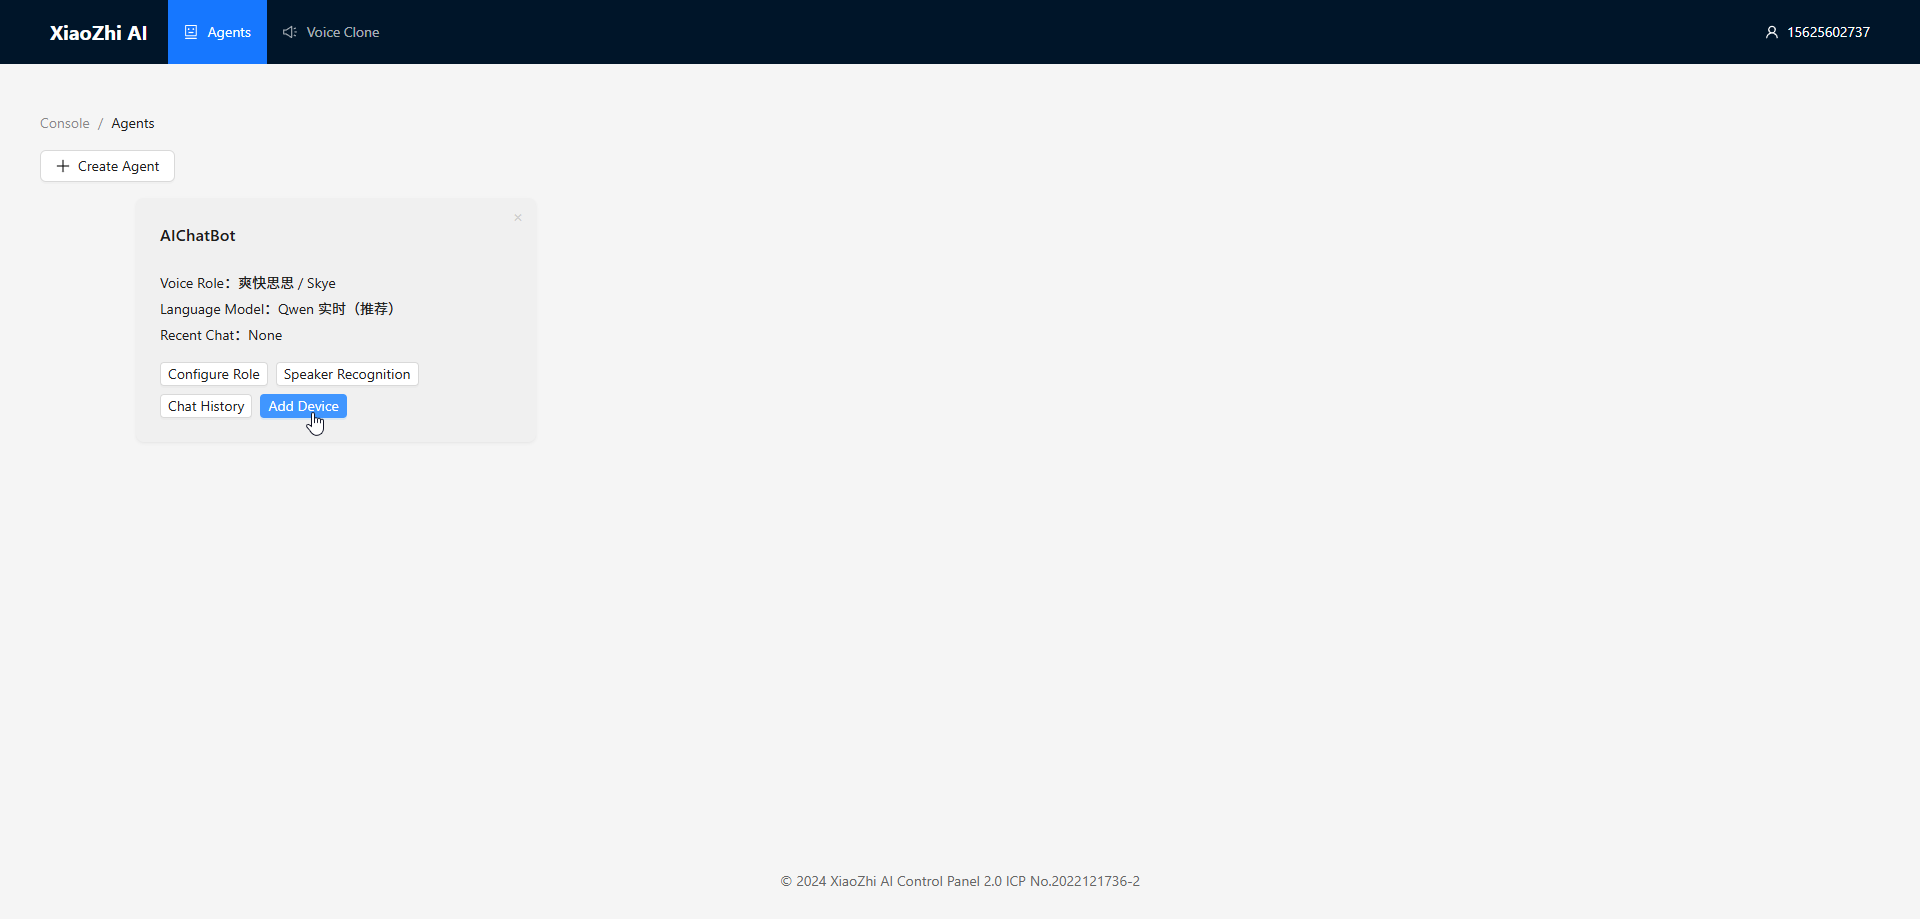 XiaoZhi AI
Agents
Voice Clone
15625602737
Console / Agents
Create Agent
AIChatBot
Voice Role：爽快思思 / Skye
Language Model：Qwen 实时（推荐）
Recent Chat：None
Configure Role
Speaker Recognition
Chat History
Add Device
© 2024 XiaoZhi AI Control Panel 2.0 ICP No.2022121736-2